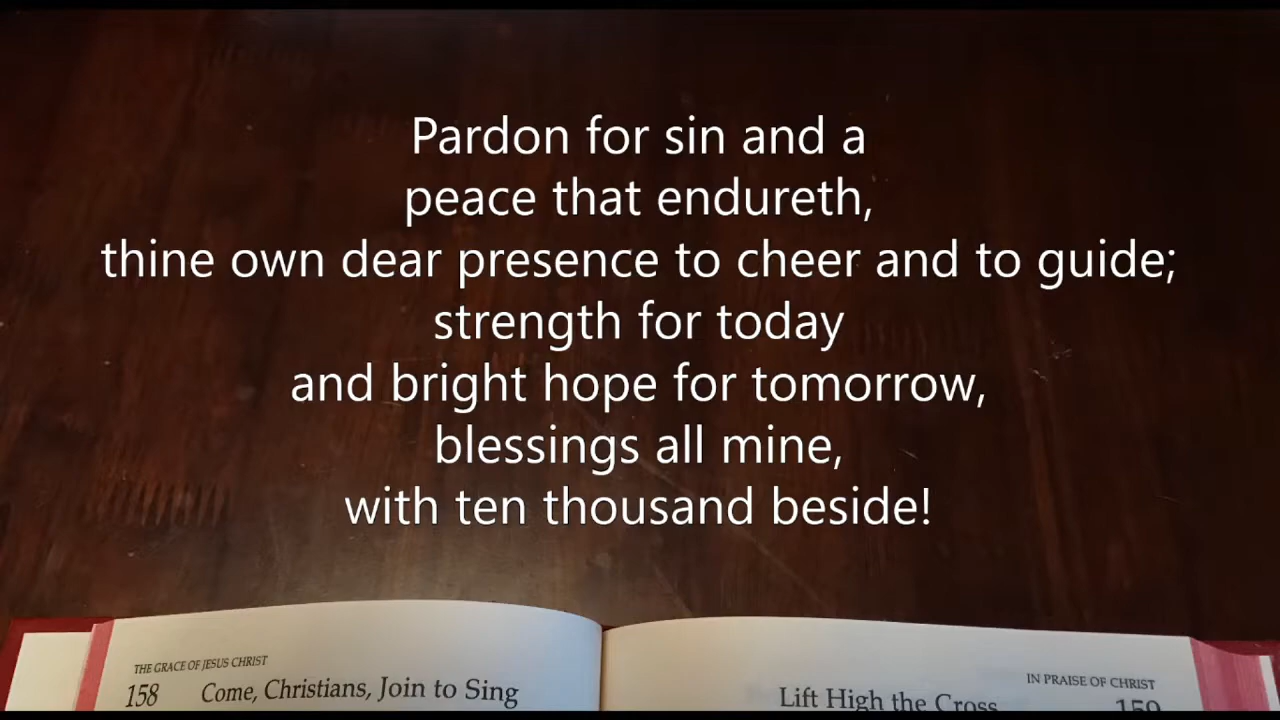 Pardon for sin and a
peace that endureth,
thine own dear presence to cheer and to guide;
strength for today
and bright hope for tomorrow,
blessings all mine,
with ten thousand beside!
THE GRACE OF JESUS CHRIST
158 Come, Christians, Join to Sing
IN PRAISE OF CHRIST
Lift High the Cross 159